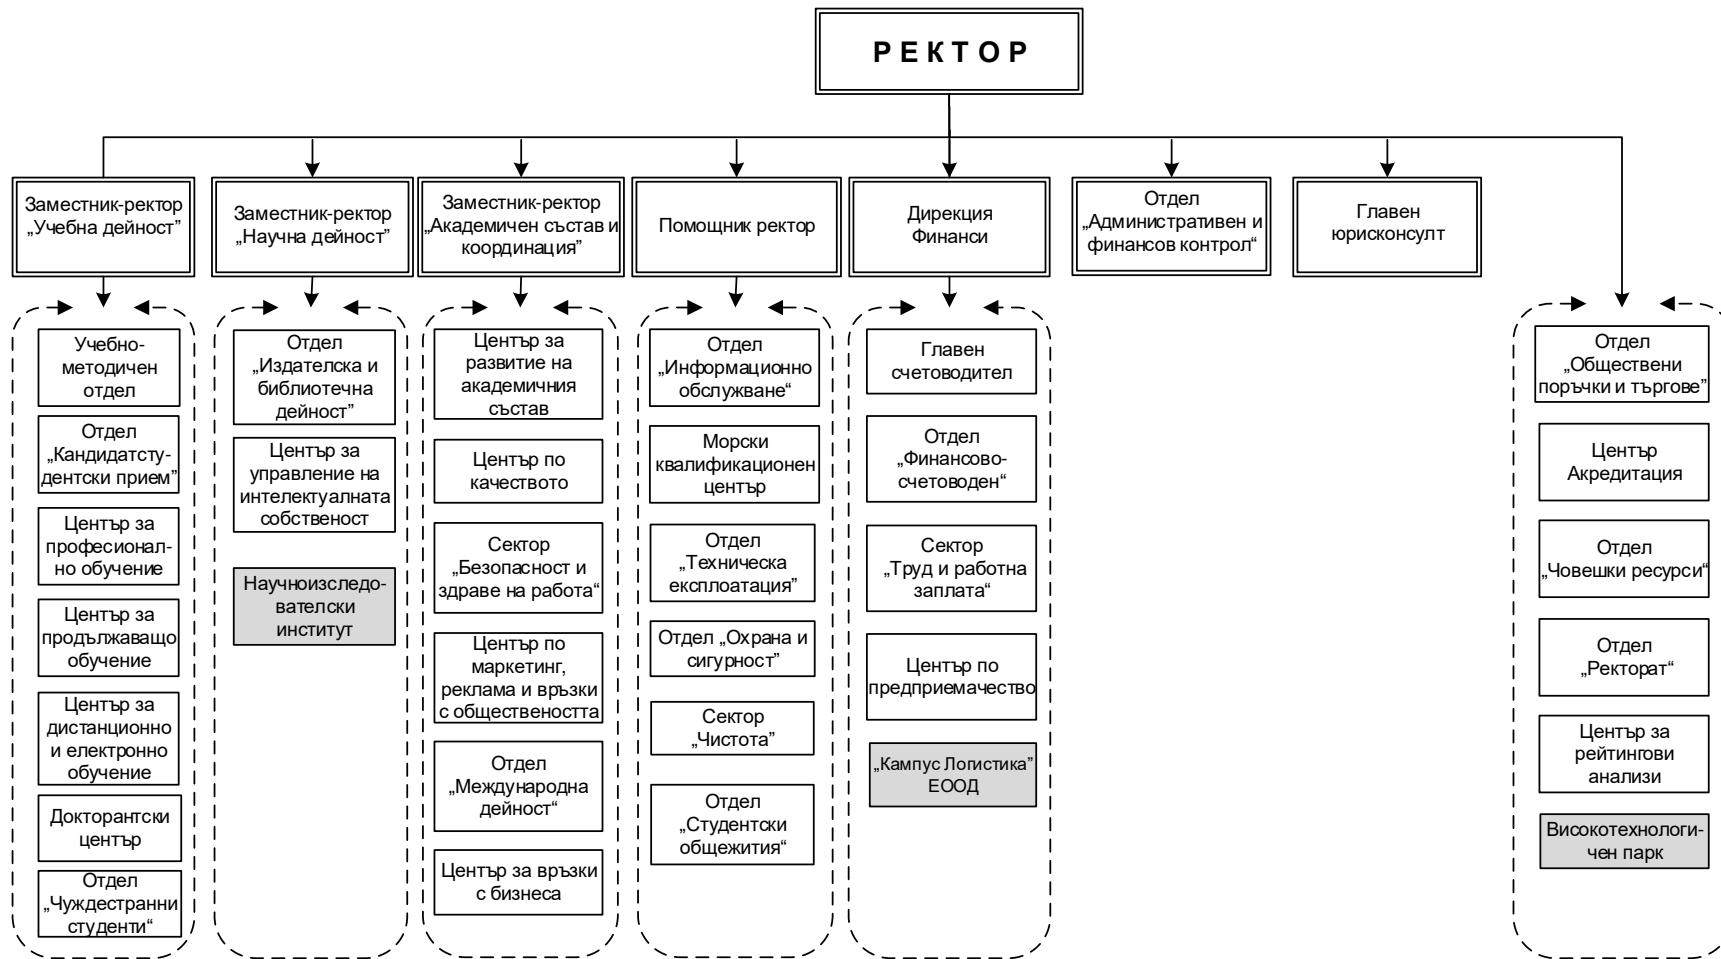 Р Е К Т О Р
Заместник-ректор
„Учебна дейност”
Заместник-ректор
„Научна дейност”
Заместник-ректор
„Академичен състав и
координация”
Помощник ректор
Дирекция
Финанси
Отдел
„Административен и
финансов контрол“
Главен
юрисконсулт
Учебно-
методичен
отдел
Отдел
„Кандидатсту-
дентски прием”
Център за
професионал-
но обучение
Център за
продължаващо
обучение
Център за
дистанционно
и електронно
обучение
Докторантски
център
Отдел
„Чуждестранни
студенти“
Отдел
„Издателска и
библиотечна
дейност”
Център за
управление на
интелектуалната
собственост
Научноизследо-
вателски
институт
Център за
развитие на
академичния
състав
Център по
качеството
Сектор
„Безопасност и
здраве на работа“
Център по
маркетинг,
реклама и връзки
с обществеността
Отдел
„Международна
дейност“
Център за връзки
с бизнеса
Отдел
„Информационно
обслужване“
Морски
квалификационен
център
Отдел
„Техническа
експлоатация”
Отдел „Охрана и
сигурност”
Сектор
„Чистота”
Отдел
„Студентски
общежития“
Главен
счетоводител
Отдел
„Финансово-
счетоводен“
Сектор
„Труд и работна
заплата“
Център по
предприемачество
„Кампус Логистика”
ЕООД
Отдел
„Обществени
поръчки и търгове”
Център
Акредитация
Отдел
„Човешки ресурси“
Отдел
„Ректорат“
Център за
рейтингови
анализи
Високотехнологи-
чен парк